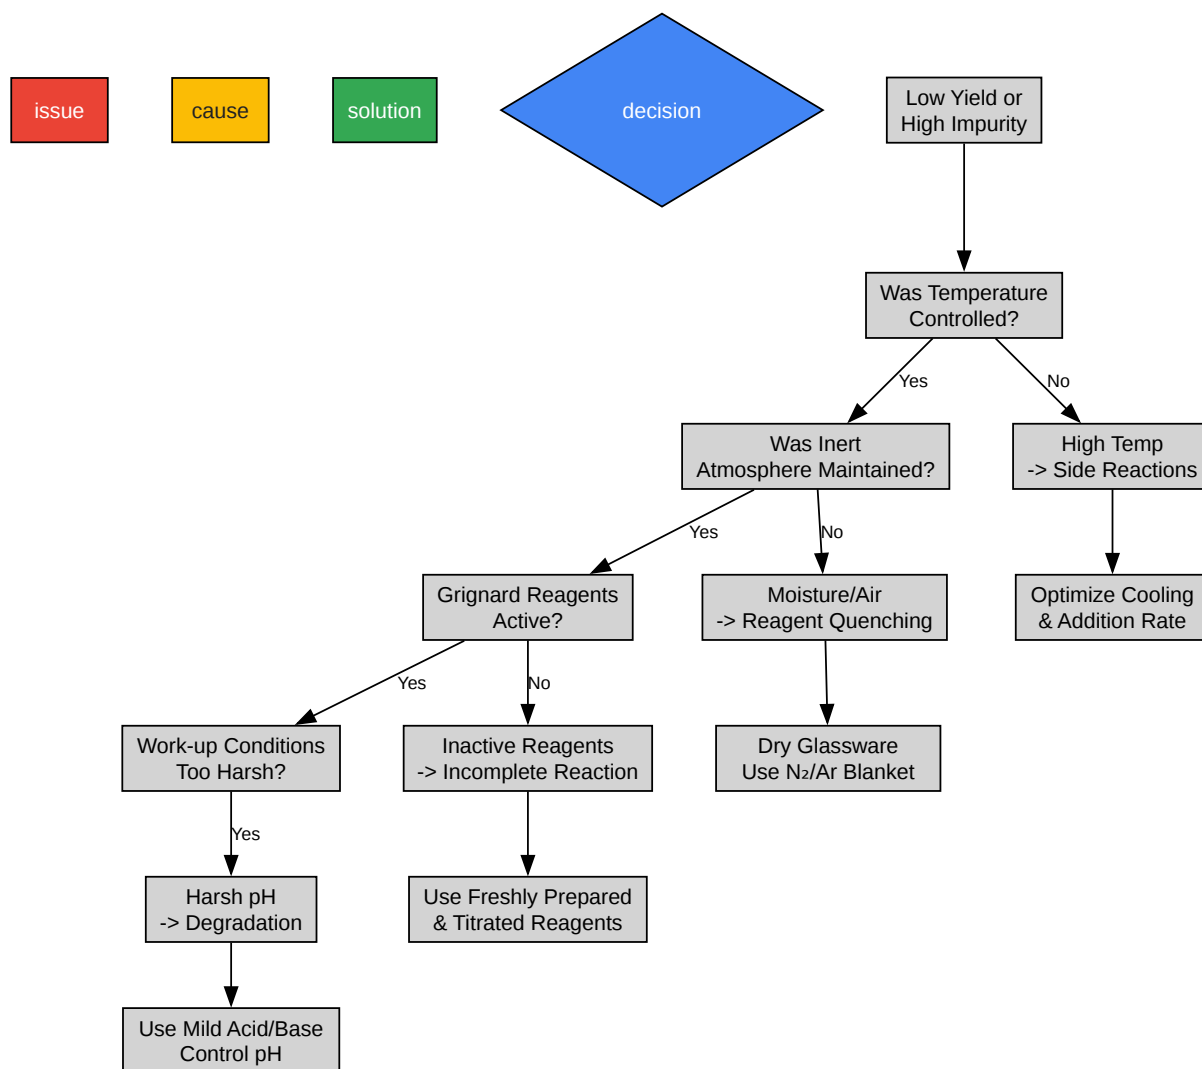 issue
cause
solution
decision
Low Yield or
High Impurity
Was Temperature
Controlled?
Yes
No
Was Inert
Atmosphere Maintained?
High Temp
-> Side Reactions
Yes
No
Grignard Reagents
Active?
Moisture/Air
-> Reagent Quenching
Optimize Cooling
& Addition Rate
Yes
No
Work-up Conditions
Too Harsh?
Inactive Reagents
-> Incomplete Reaction
Dry Glassware
Use N₂/Ar Blanket
Yes
Harsh pH
-> Degradation
Use Freshly Prepared
& Titrated Reagents
Use Mild Acid/Base
Control pH